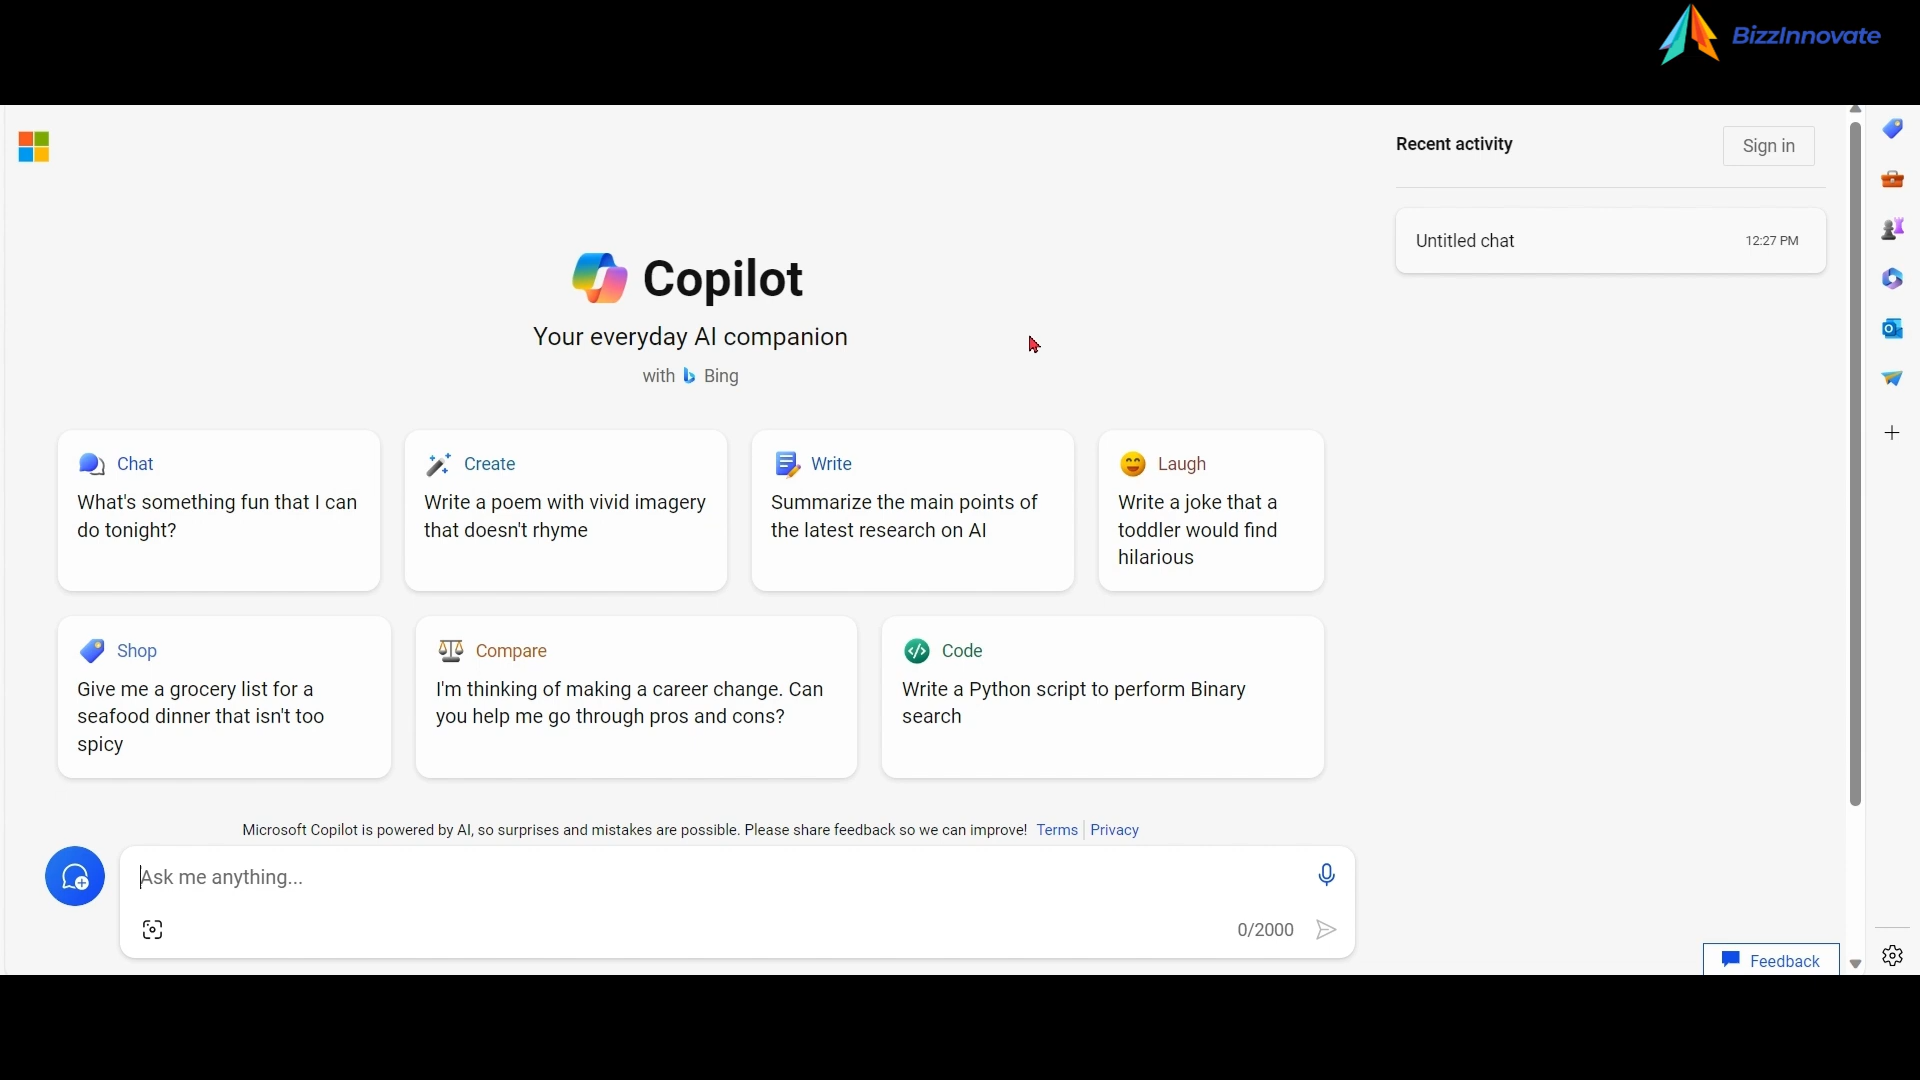 BizzInnovate
Recent activity
Sign in
Untitled chat
12:27 PM
Copilot
Your everyday AI companion
with Bing
Chat
What's something fun that I can
do tonight?
Create
Write a poem with vivid imagery
that doesn't rhyme
Write
Summarize the main points of
the latest research on AI
Laugh
Write a joke that a
toddler would find
hilarious
Shop
Give me a grocery list for a
seafood dinner that isn't too
spicy
Compare
I'm thinking of making a career change. Can
you help me go through pros and cons?
Code
Write a Python script to perform Binary
search
Microsoft Copilot is powered by AI, so surprises and mistakes are possible. Please share feedback so we can improve! Terms Privacy
Ask me anything...
0/2000
Feedback